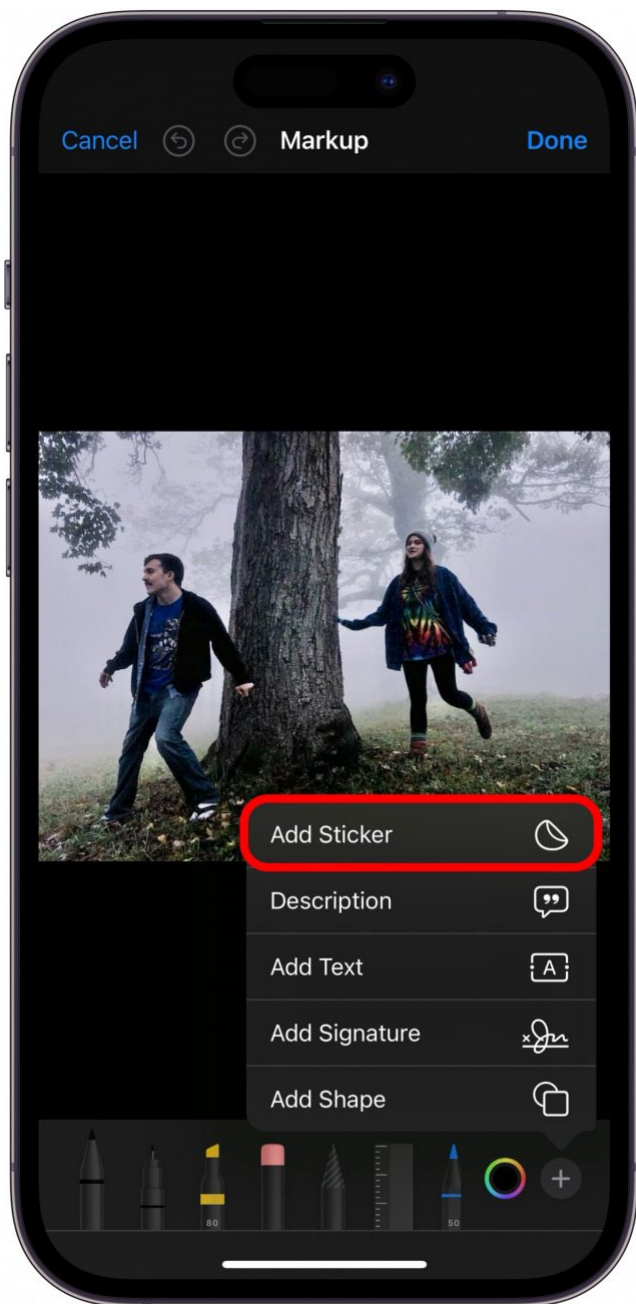 Cancel Markup Done
Add Sticker
Description
Add Text
A
Add Signature
Add Shape
80
50